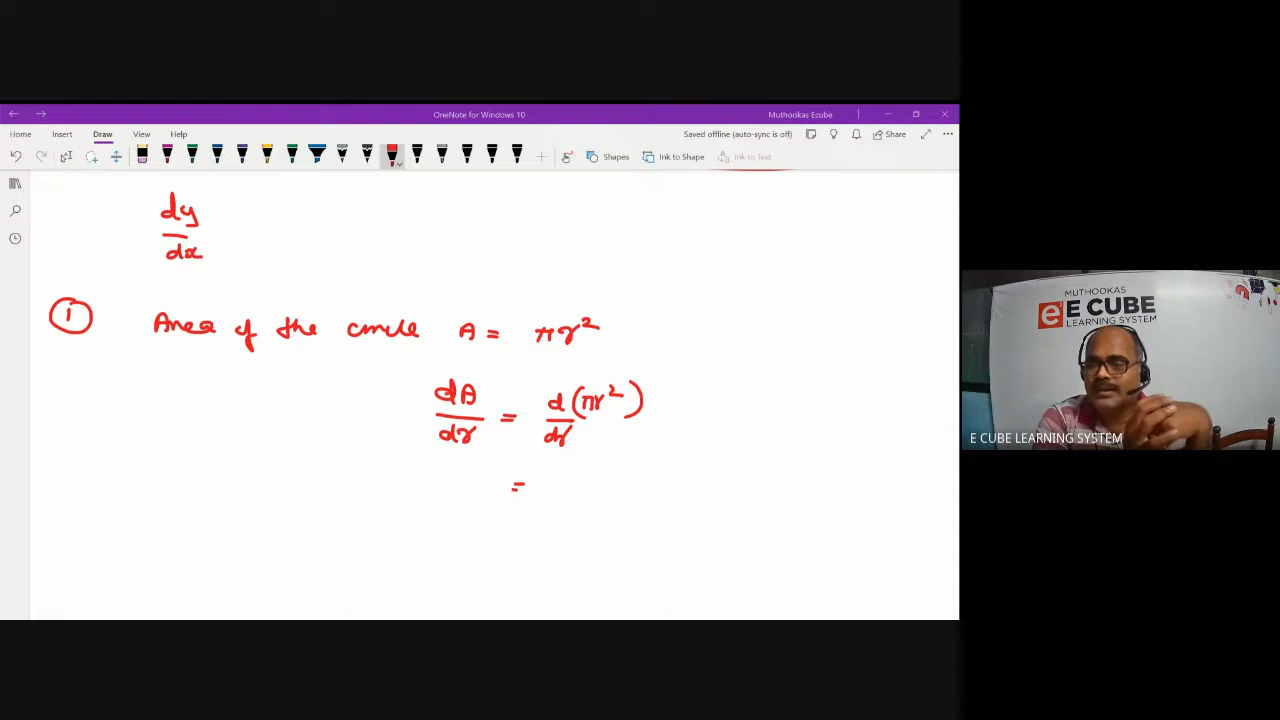 OneNote for Windows 10
Muthookas Ecube
Home Insert Draw View Help
Saved offline (auto-sync is off)
Share
Shapes
Ink to Shape
Ink to Text
dy
dx
1 Area of the circle A = πr²
dA/dr = d/dr (πr²)
=
MUTHOOKAS
e³ E CUBE
LEARNING SYSTEM
E CUBE LEARNING SYSTEM